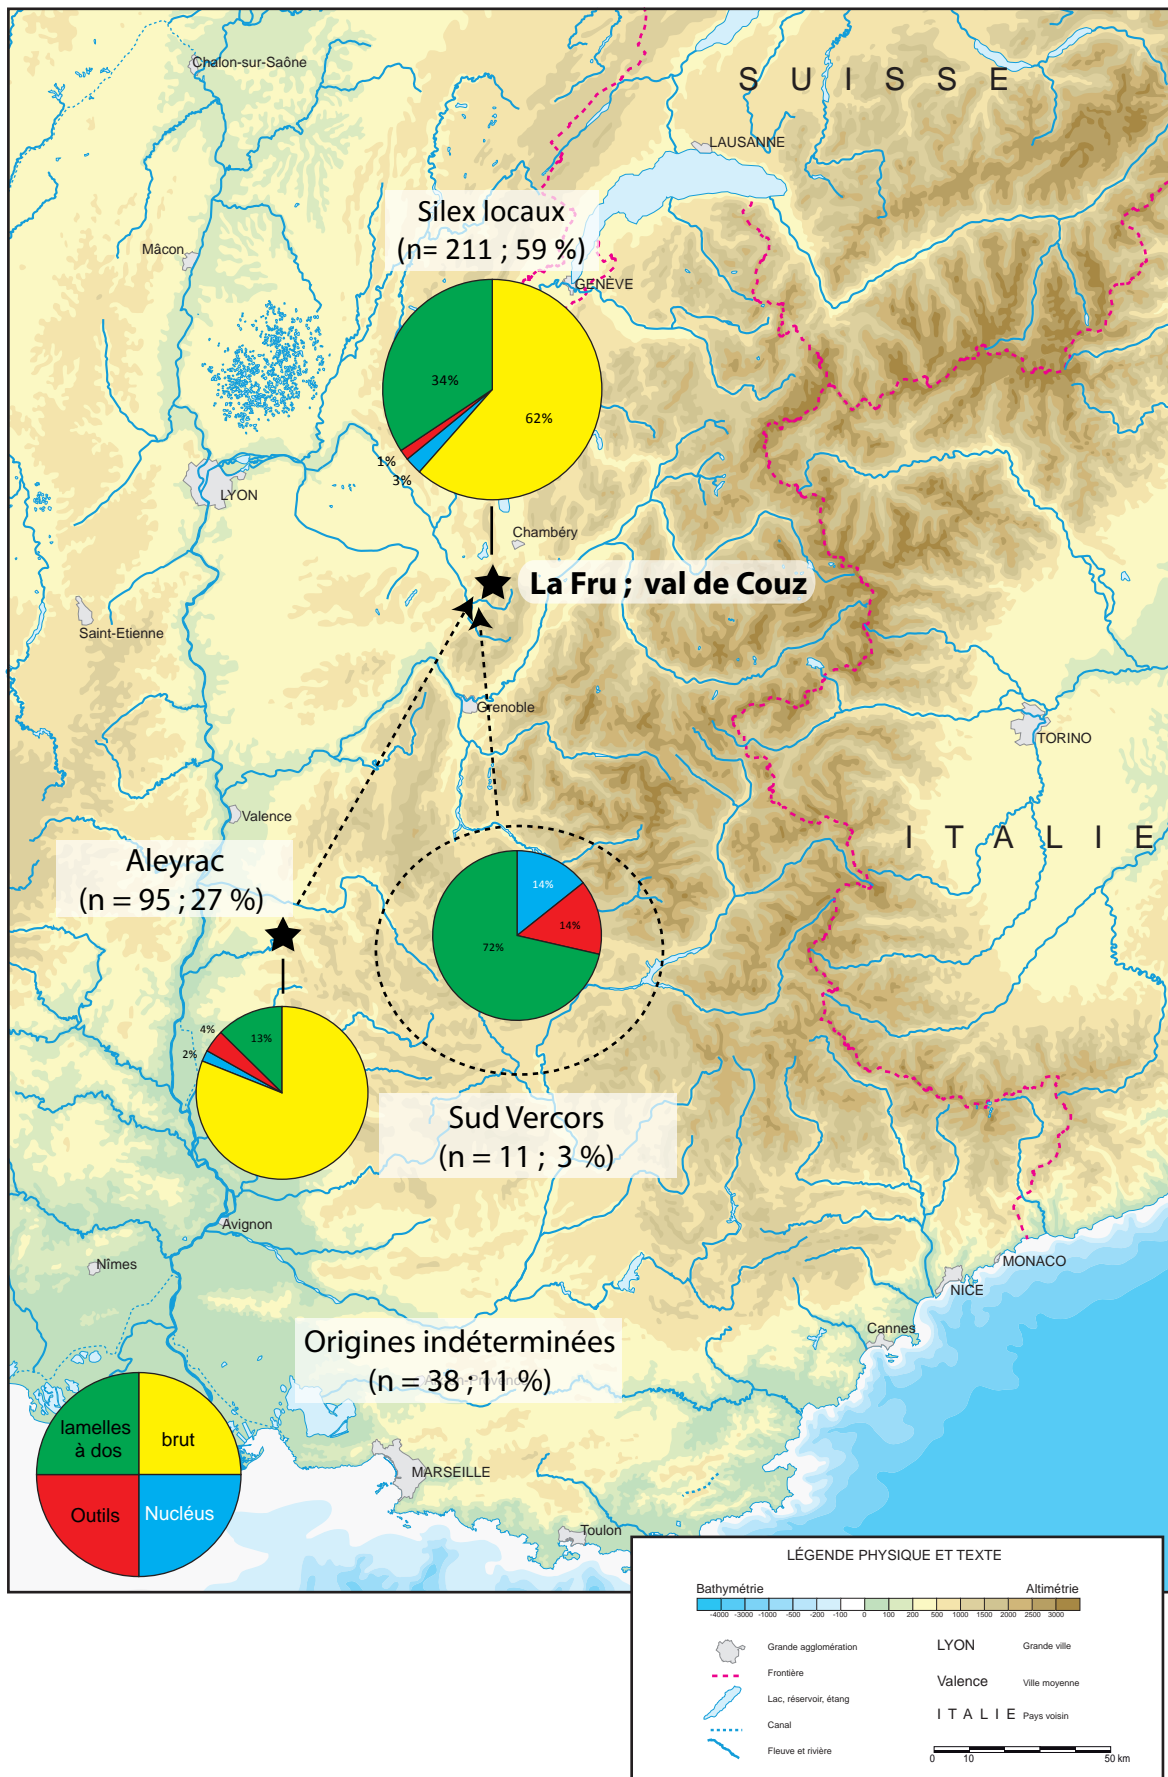 Chalon-sur-Saône
S U I S S E
LAUSANNE
Silex locaux
(n= 211 ; 59 %)
Mâcon
GENÈVE
34%
62%
1%
3%
LYON
Chambéry
La Fru ; val de Couz
Saint-Etienne
Grenoble
TORINO
Valence
I T A L I E
Aleyrac
(n = 95 ; 27 %)
14%
14%
72%
4%
13%
2%
Sud Vercors
(n = 11 ; 3 %)
Avignon
Nîmes
MONACO
NICE
Cannes
Origines indéterminées
(n = 38 ; 11 %)
lamelles
à dos
brut
Outils
Nucléus
MARSEILLE
Toulon
LÉGENDE PHYSIQUE ET TEXTE
Bathymétrie Altimétrie
-4000 -3000 -1000 -500 -200 -100 0 100 200 500 1000 1500 2000 2500 3000
Grande agglomération LYON Grande ville
Frontière
Valence Ville moyenne
Lac, réservoir, étang
I T A L I E Pays voisin
Canal
Fleuve et rivière
0 10 50 km